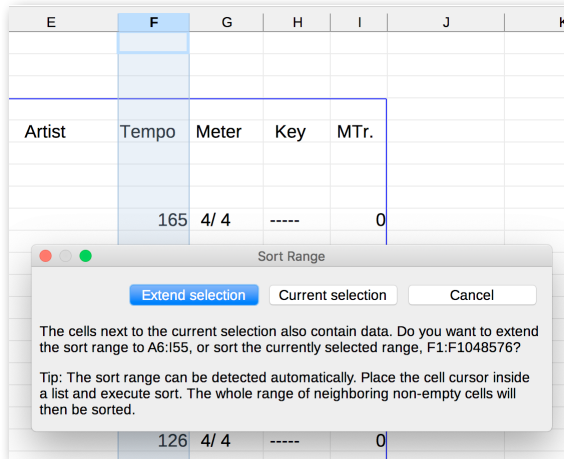 E F G H I J
Artist Tempo Meter Key MTr.
165 4/ 4 ----- 0
Sort Range
Extend selection Current selection Cancel
The cells next to the current selection also contain data. Do you want to extend
the sort range to A6:I55, or sort the currently selected range, F1:F1048576?
Tip: The sort range can be detected automatically. Place the cell cursor inside
a list and execute sort. The whole range of neighboring non-empty cells will
then be sorted.
126 4/ 4 ----- 0